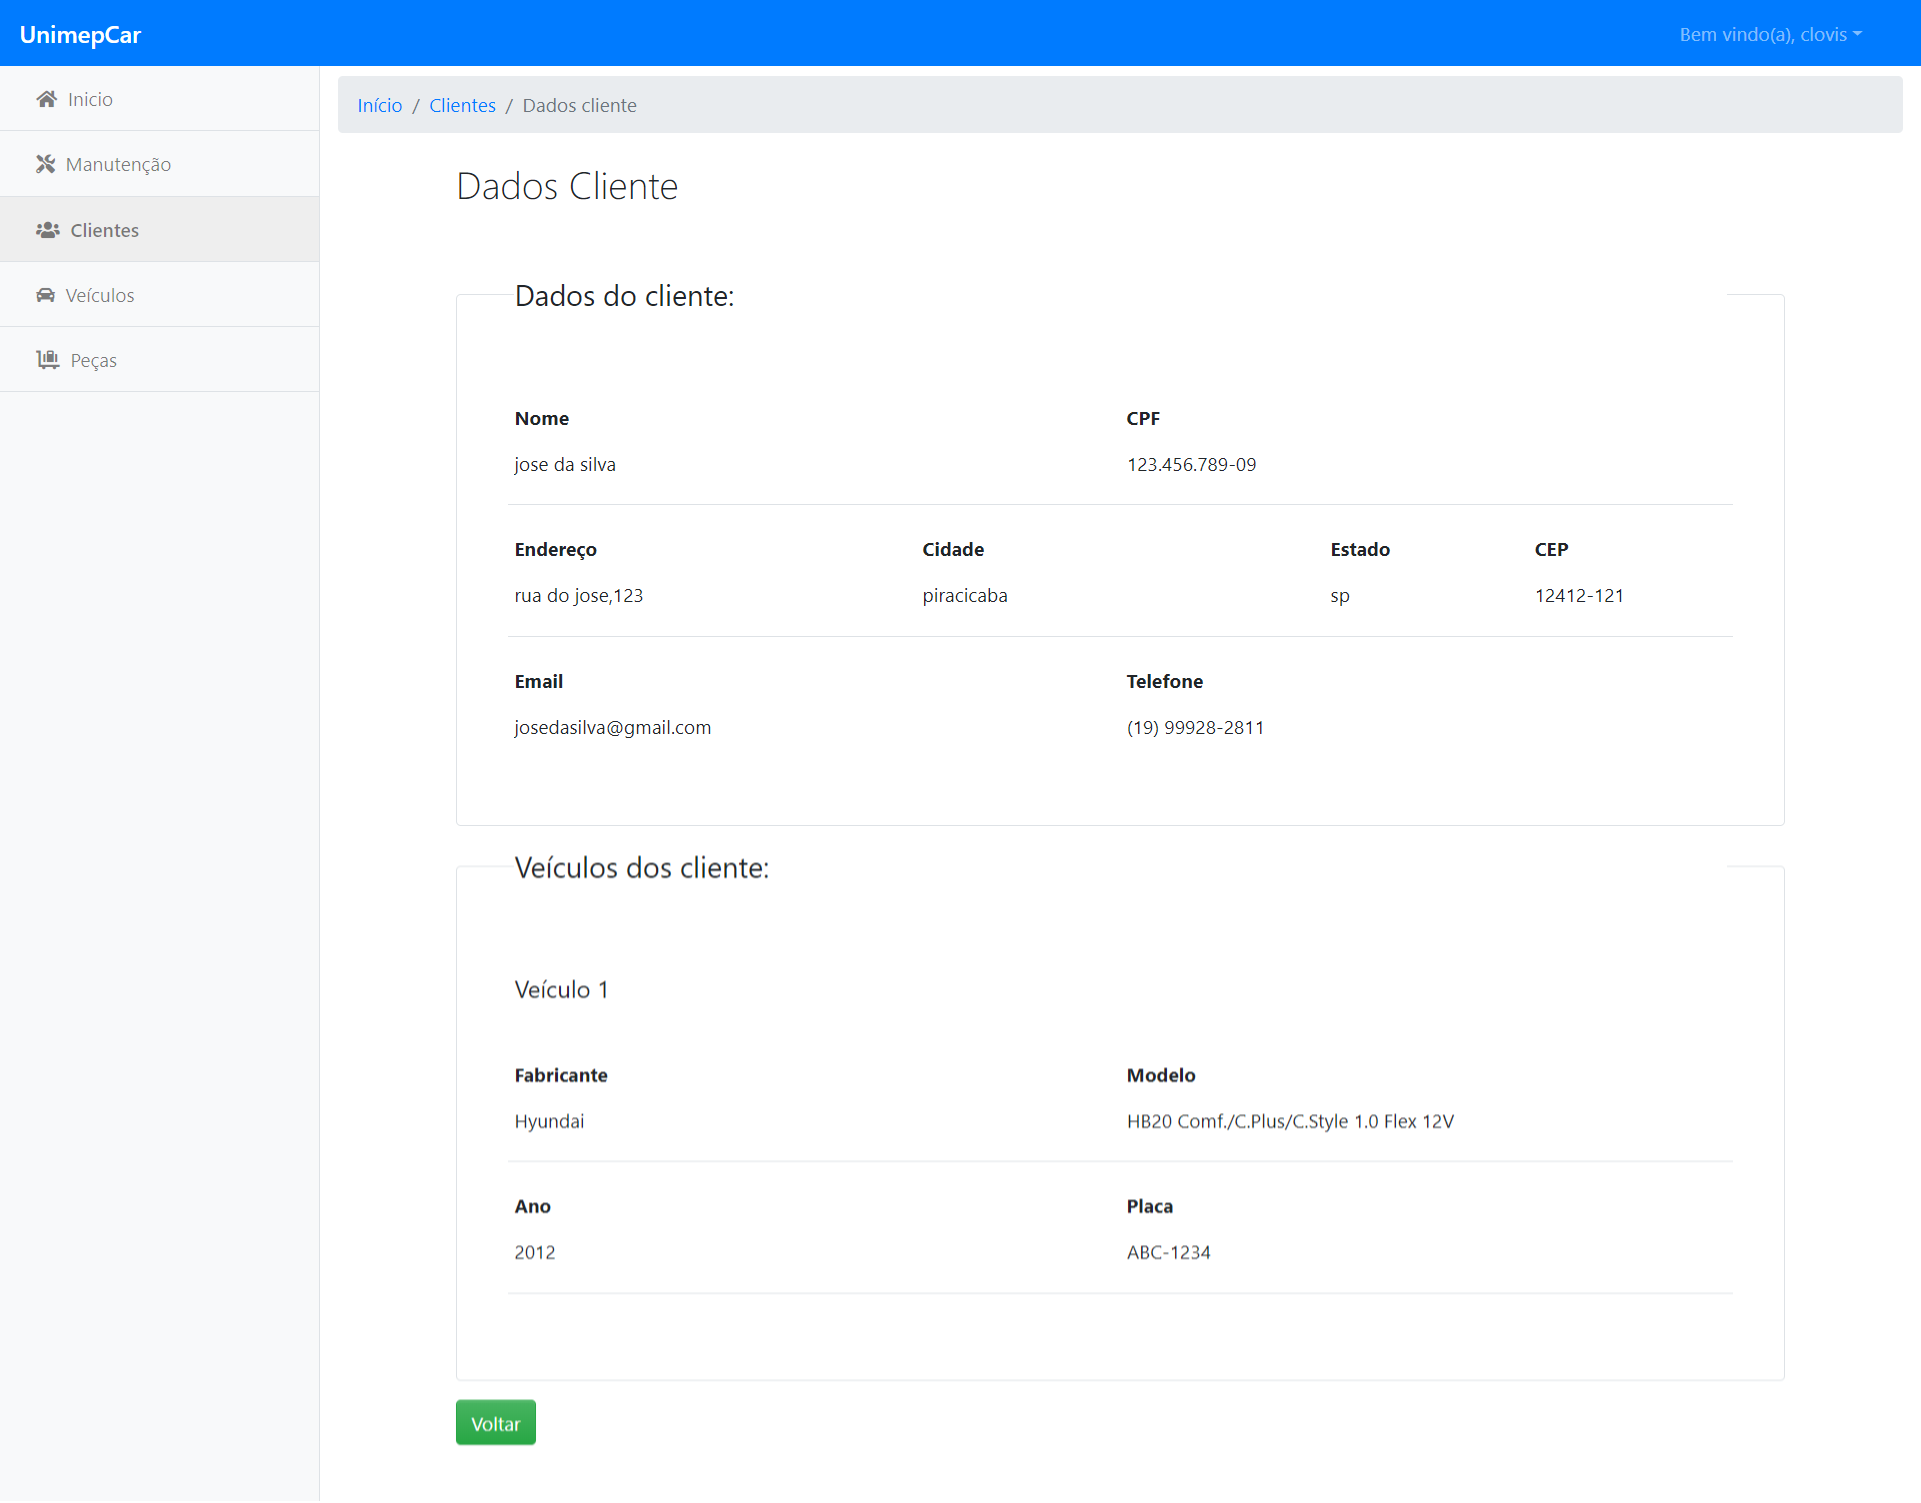 UnimepCar
Bem vindo(a), clovis
Inicio
Manutenção
Clientes
Veículos
Peças
Início / Clientes / Dados cliente
Dados Cliente
Dados do cliente:
Nome CPF
jose da silva 123.456.789-09
Endereço Cidade Estado CEP
rua do jose,123 piracicaba sp 12412-121
Email Telefone
josedasilva@gmail.com (19) 99928-2811
Veículos dos cliente:
Veículo 1
Fabricante Modelo
Hyundai HB20 Comf./C.Plus/C.Style 1.0 Flex 12V
Ano Placa
2012 ABC-1234
Voltar